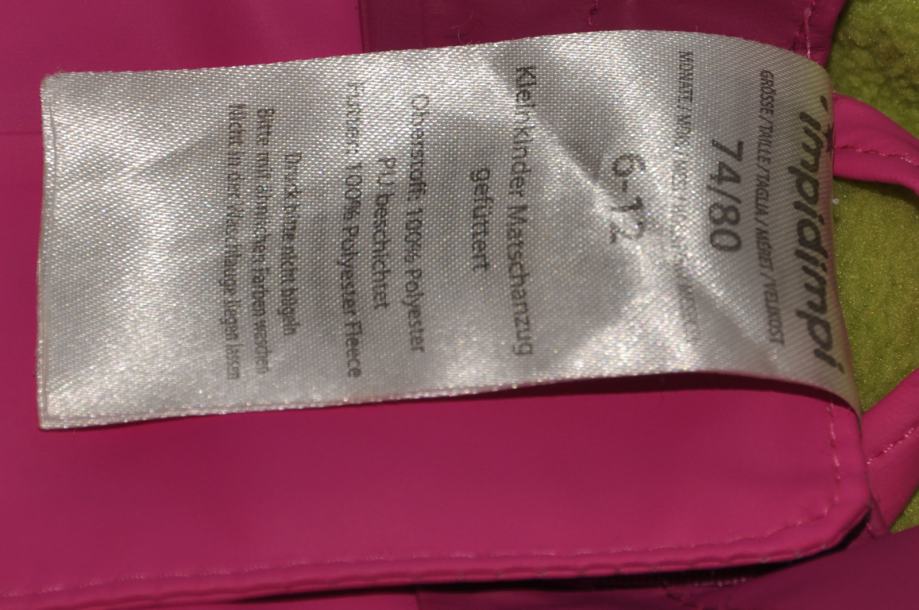 impidimpi
GRÖSSE / TAILLE / TAGLIA / MÉRET / VELIKOST
74/80
6-12
Kleinkinder Matschanzug
gefüttert
Oberstoff: 100% Polyester
PU beschichtet
Futter: 100% Polyester Fleece
Druck bitte nicht bügeln
Bitte mit ähnlichen Farben waschen
Nicht in der Waschlauge liegen lassen